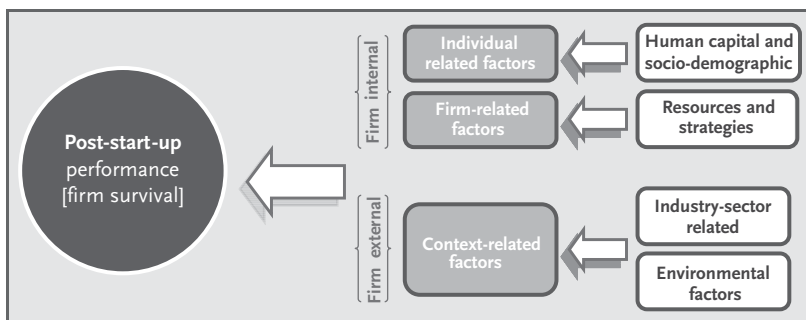 Post-start-up
performance
[firm survival]
Firm internal
Individual
related factors
Firm-related
factors
Human capital and
socio-demographic
Resources and
strategies
Firm external
Context-related
factors
Industry-sector
related
Environmental
factors